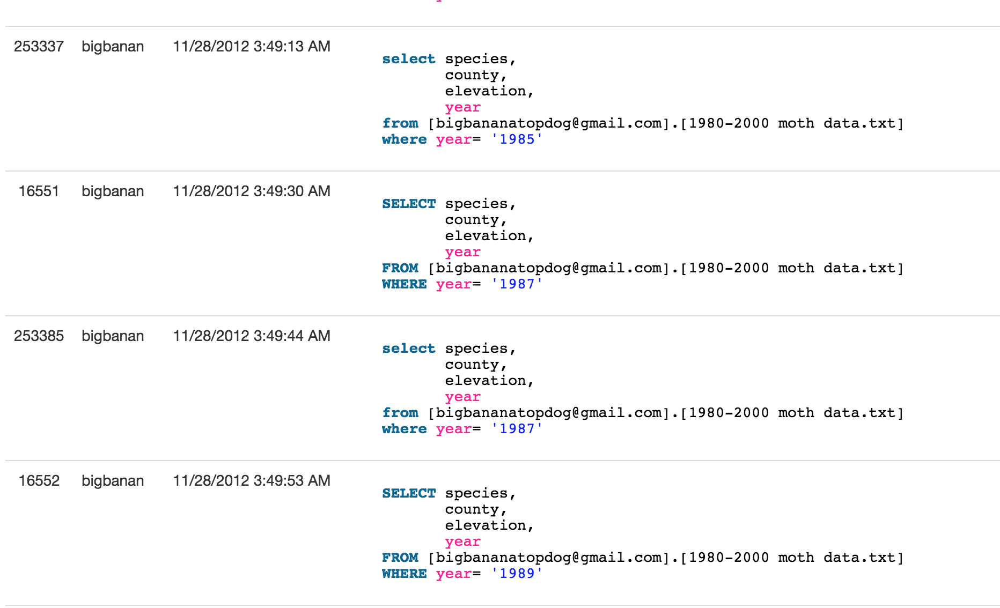 253337 bigbanan 11/28/2012 3:49:13 AM
select species,
county,
elevation,
year
from [bigbananatopdog@gmail.com].[1980-2000 moth data.txt]
where year= '1985'
16551 bigbanan 11/28/2012 3:49:30 AM
SELECT species,
county,
elevation,
year
FROM [bigbananatopdog@gmail.com].[1980-2000 moth data.txt]
WHERE year= '1987'
253385 bigbanan 11/28/2012 3:49:44 AM
select species,
county,
elevation,
year
from [bigbananatopdog@gmail.com].[1980-2000 moth data.txt]
where year= '1987'
16552 bigbanan 11/28/2012 3:49:53 AM
SELECT species,
county,
elevation,
year
FROM [bigbananatopdog@gmail.com].[1980-2000 moth data.txt]
WHERE year= '1989'